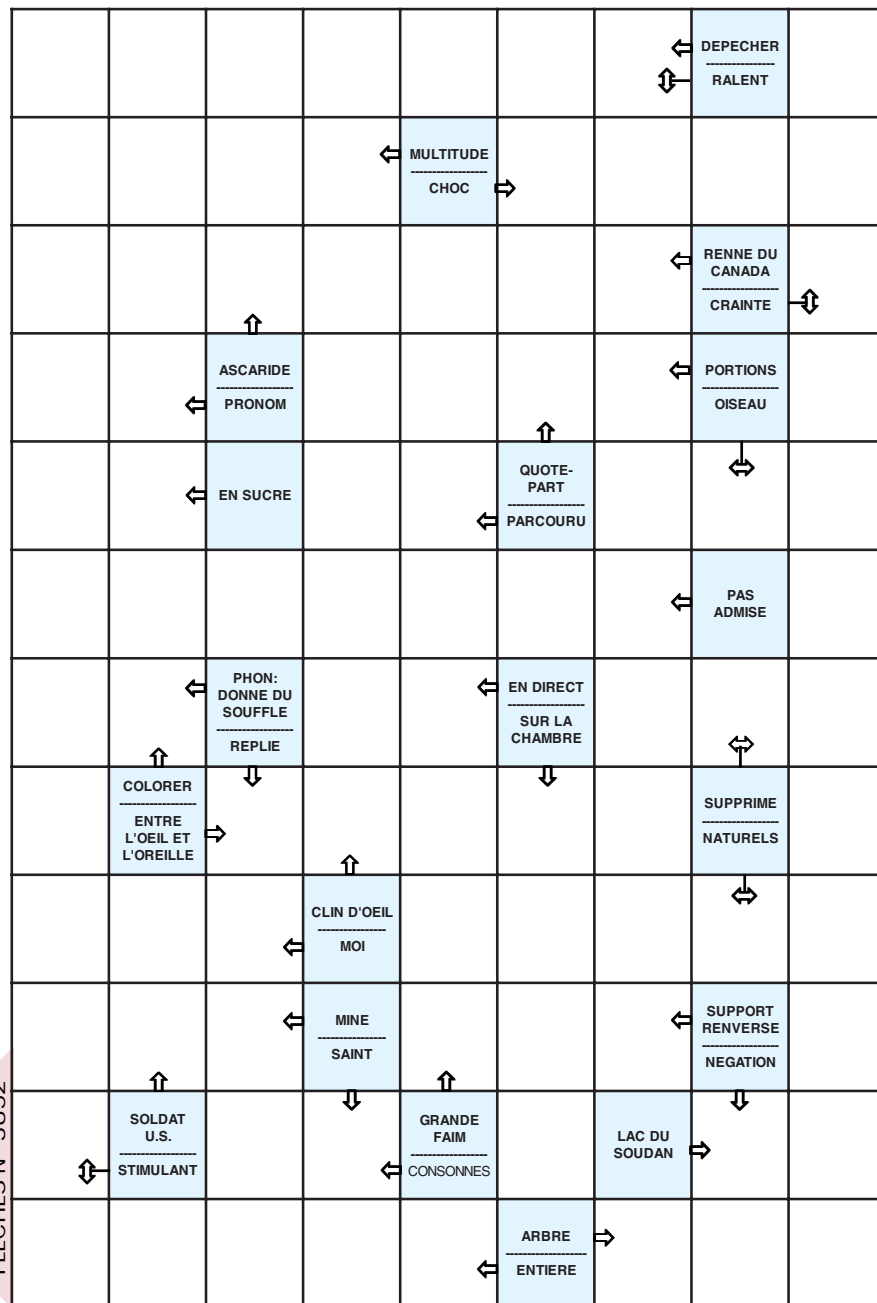 DEPECHER
RALENT
MULTITUDE
CHOC
RENNE DU
CANADA
CRAINTE
ASCARIDE
PRONOM
PORTIONS
OISEAU
EN SUCRE
QUOTE-
PART
PARCOURU
PAS
ADMISE
PHON:
DONNE DU
SOUFFLE
REPLIE
EN DIRECT
SUR LA
CHAMBRE
COLORER
ENTRE
L'OEIL ET
L'OREILLE
SUPPRIME
NATURELS
CLIN D'OEIL
MOI
MINE
SAINT
SUPPORT
RENVERSE
NEGATION
SOLDAT
U.S.
STIMULANT
GRANDE
FAIM
CONSONNES
LAC DU
SOUDAN
ARBRE
ENTIERE